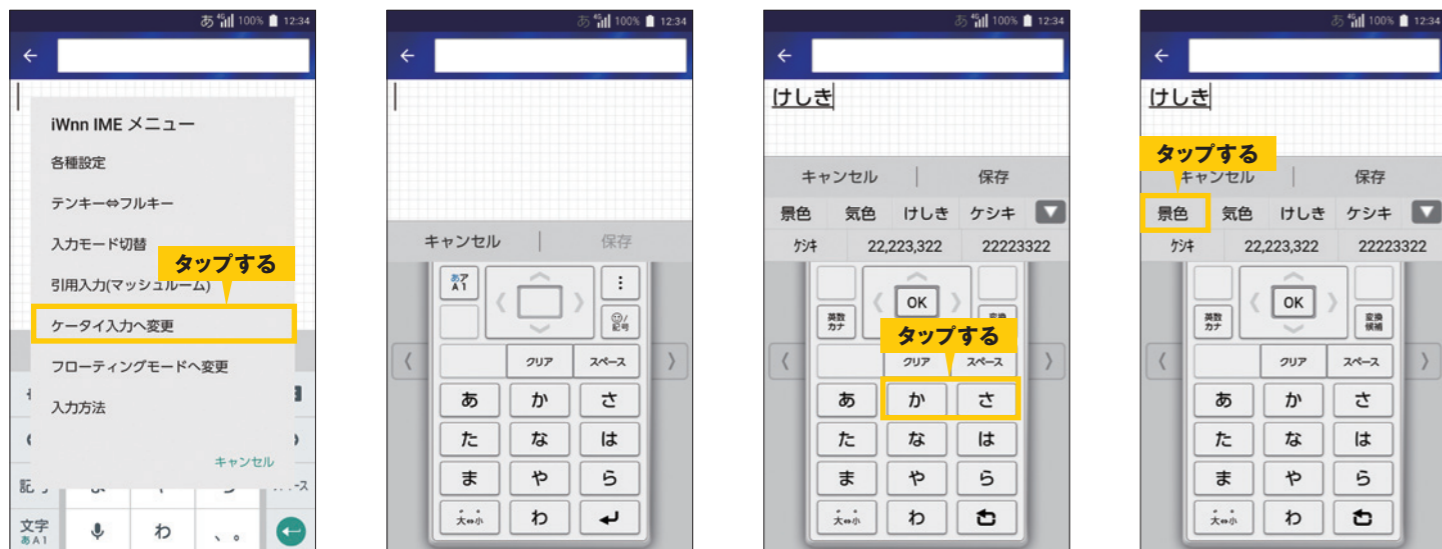 あ 4G 100% 12:34
iWnn IME メニュー
各種設定
テンキー⇔フルキー
入力モード切替
タップする
引用入力(マッシュルーム)
ケータイ入力へ変更
フローティングモードへ変更
入力方法
キャンセル
文字
あA1
わ
、。
あ 4G 100% 12:34
キャンセル
保存
あア
A1
記号
クリア
スペース
あ
か
さ
た
な
は
ま
や
ら
大⇔小
わ
あ 4G 100% 12:34
けしき
キャンセル
保存
景色
気色
けしき
ケシキ
ｹｼｷ
22,223,322
22223322
OK
英数
カナ
タップする
クリア
スペース
あ
か
さ
た
な
は
ま
や
ら
大⇔小
わ
あ 4G 100% 12:34
けしき
タップする
キャンセル
保存
景色
気色
けしき
ケシキ
ｹｼｷ
22,223,322
22223322
OK
英数
カナ
変換
候補
クリア
スペース
あ
か
さ
た
な
は
ま
や
ら
大⇔小
わ